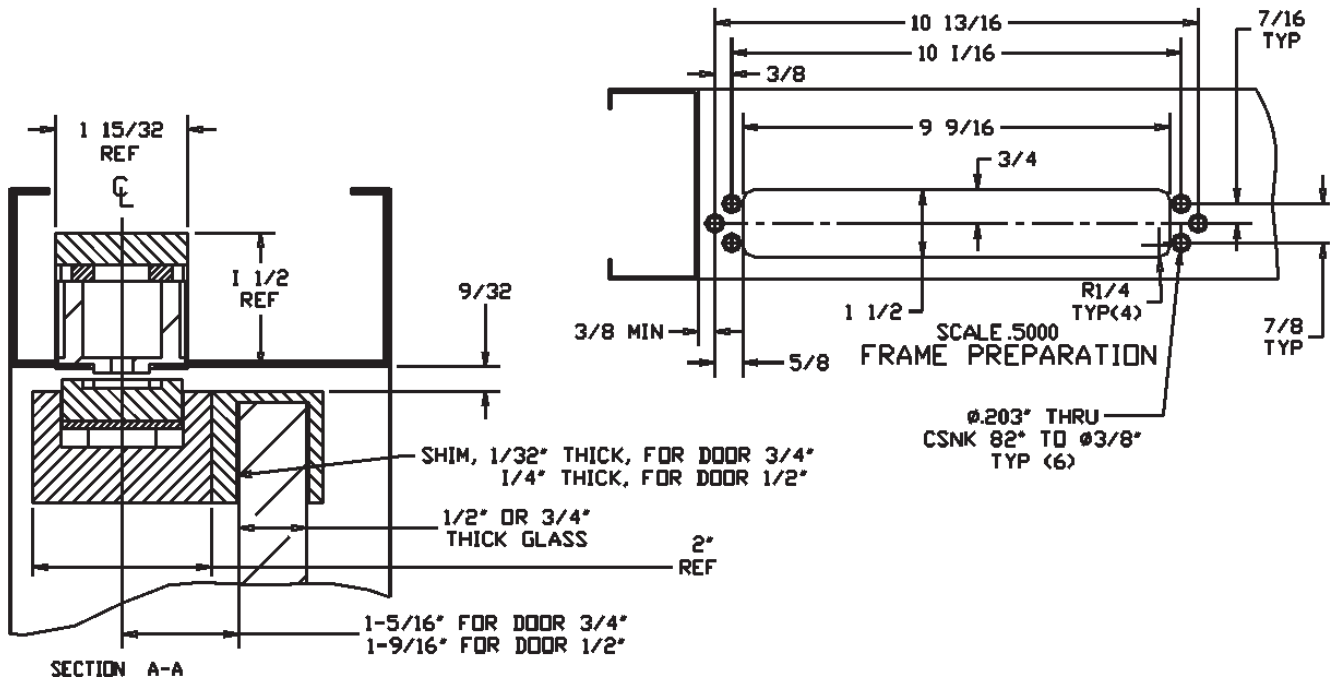 10 13/16
10 I/16
7/16
TYP
3/8
9 9/16
3/4
1 15/32
REF
CL
I 1/2
REF
9/32
1 1/2
R1/4
TYP(4)
3/8 MIN
5/8
SCALE .5000
FRAME PREPARATION
7/8
TYP
Ø.203" THRU
CSNK 82° TO Ø3/8"
TYP (6)
SHIM, 1/32" THICK, FOR DOOR 3/4"
I/4" THICK, FOR DOOR 1/2"
1/2" OR 3/4"
THICK GLASS
2"
REF
1-5/16" FOR DOOR 3/4"
1-9/16" FOR DOOR 1/2"
SECTION A-A